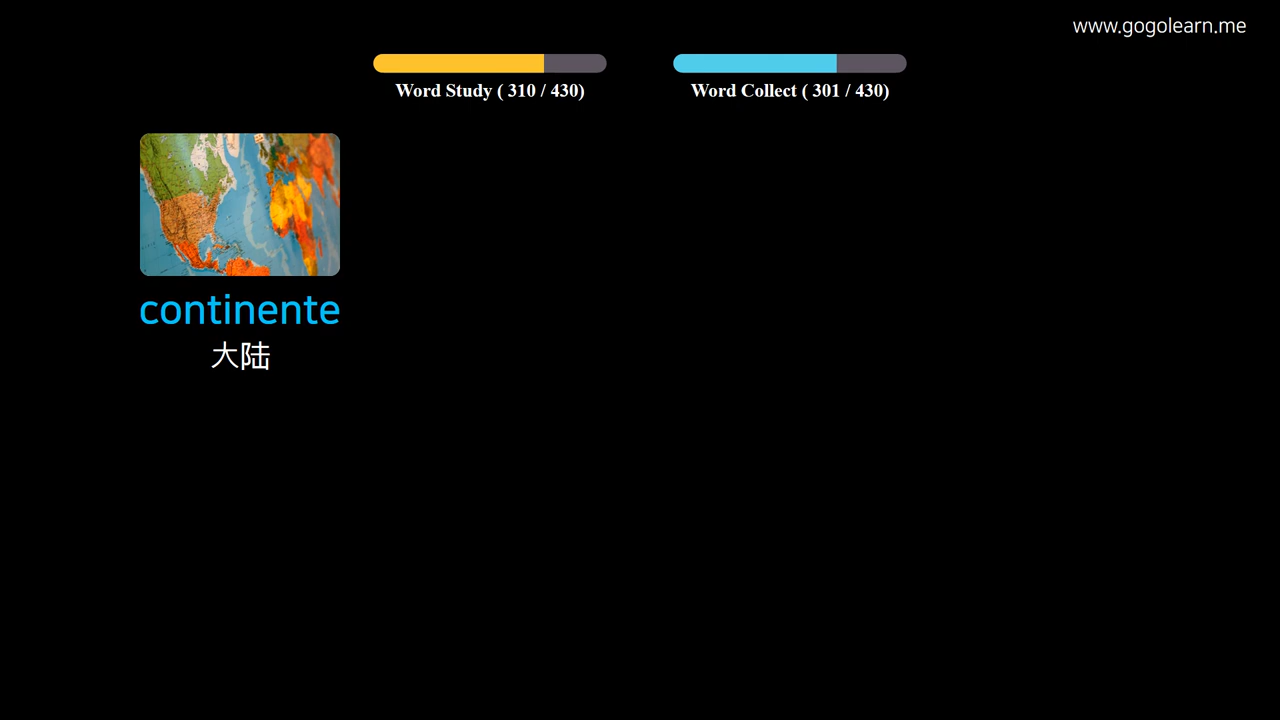 www.gogolearn.me
Word Study ( 310 / 430)
Word Collect ( 301 / 430)
continente
大陆